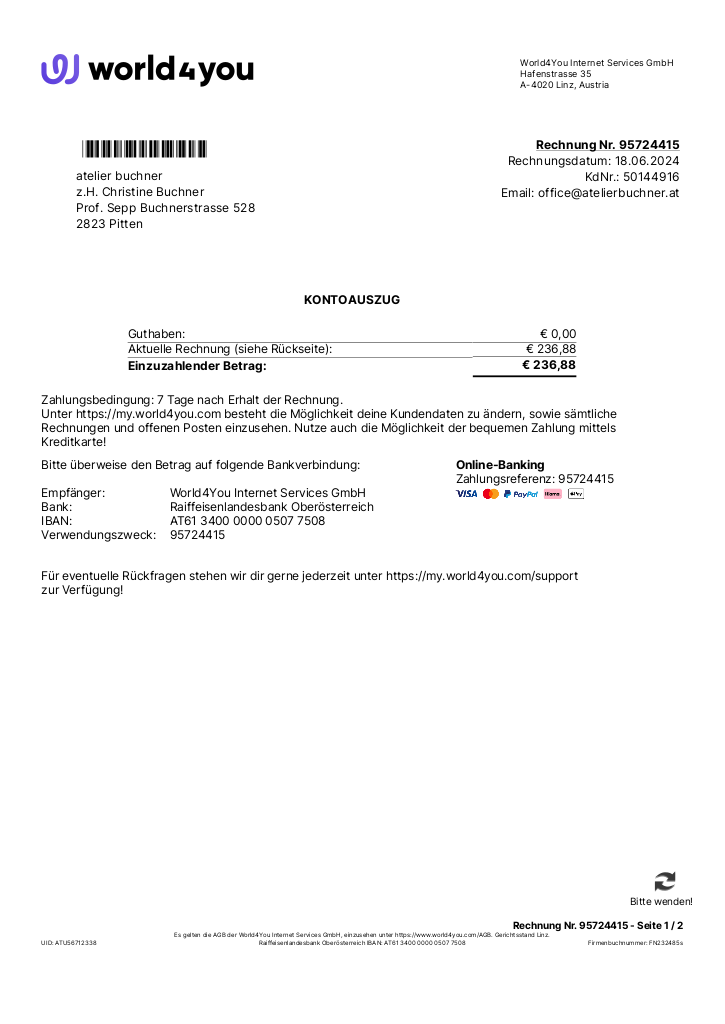 world4you
World4You Internet Services GmbH
Hafenstrasse 35
A-4020 Linz, Austria
Rechnung Nr. 95724415
Rechnungsdatum: 18.06.2024
KdNr.: 50144916
Email: office@atelierbuchner.at
atelier buchner
z.H. Christine Buchner
Prof. Sepp Buchnerstrasse 528
2823 Pitten
KONTOAUSZUG
Guthaben: € 0,00
Aktuelle Rechnung (siehe Rückseite): € 236,88
Einzuzahlender Betrag: € 236,88
Zahlungsbedingung: 7 Tage nach Erhalt der Rechnung.
Unter https://my.world4you.com besteht die Möglichkeit deine Kundendaten zu ändern, sowie sämtliche
Rechnungen und offenen Posten einzusehen. Nutze auch die Möglichkeit der bequemen Zahlung mittels
Kreditkarte!
Bitte überweise den Betrag auf folgende Bankverbindung:
Empfänger: World4You Internet Services GmbH
Bank: Raiffeisenlandesbank Oberösterreich
IBAN: AT61 3400 0000 0507 7508
Verwendungszweck: 95724415
Online-Banking
Zahlungsreferenz: 95724415
VISA PayPal Klarna
Für eventuelle Rückfragen stehen wir dir gerne jederzeit unter https://my.world4you.com/support
zur Verfügung!
Bitte wenden!
Rechnung Nr. 95724415 - Seite 1 / 2
Es gelten die AGB der World4You Internet Services GmbH, einzusehen unter https://www.world4you.com/AGB. Gerichtsstand Linz.
UID: ATU56712338 Raiffeisenlandesbank Oberösterreich IBAN: AT61 3400 0000 0507 7508 Firmenbuchnummer: FN232485s